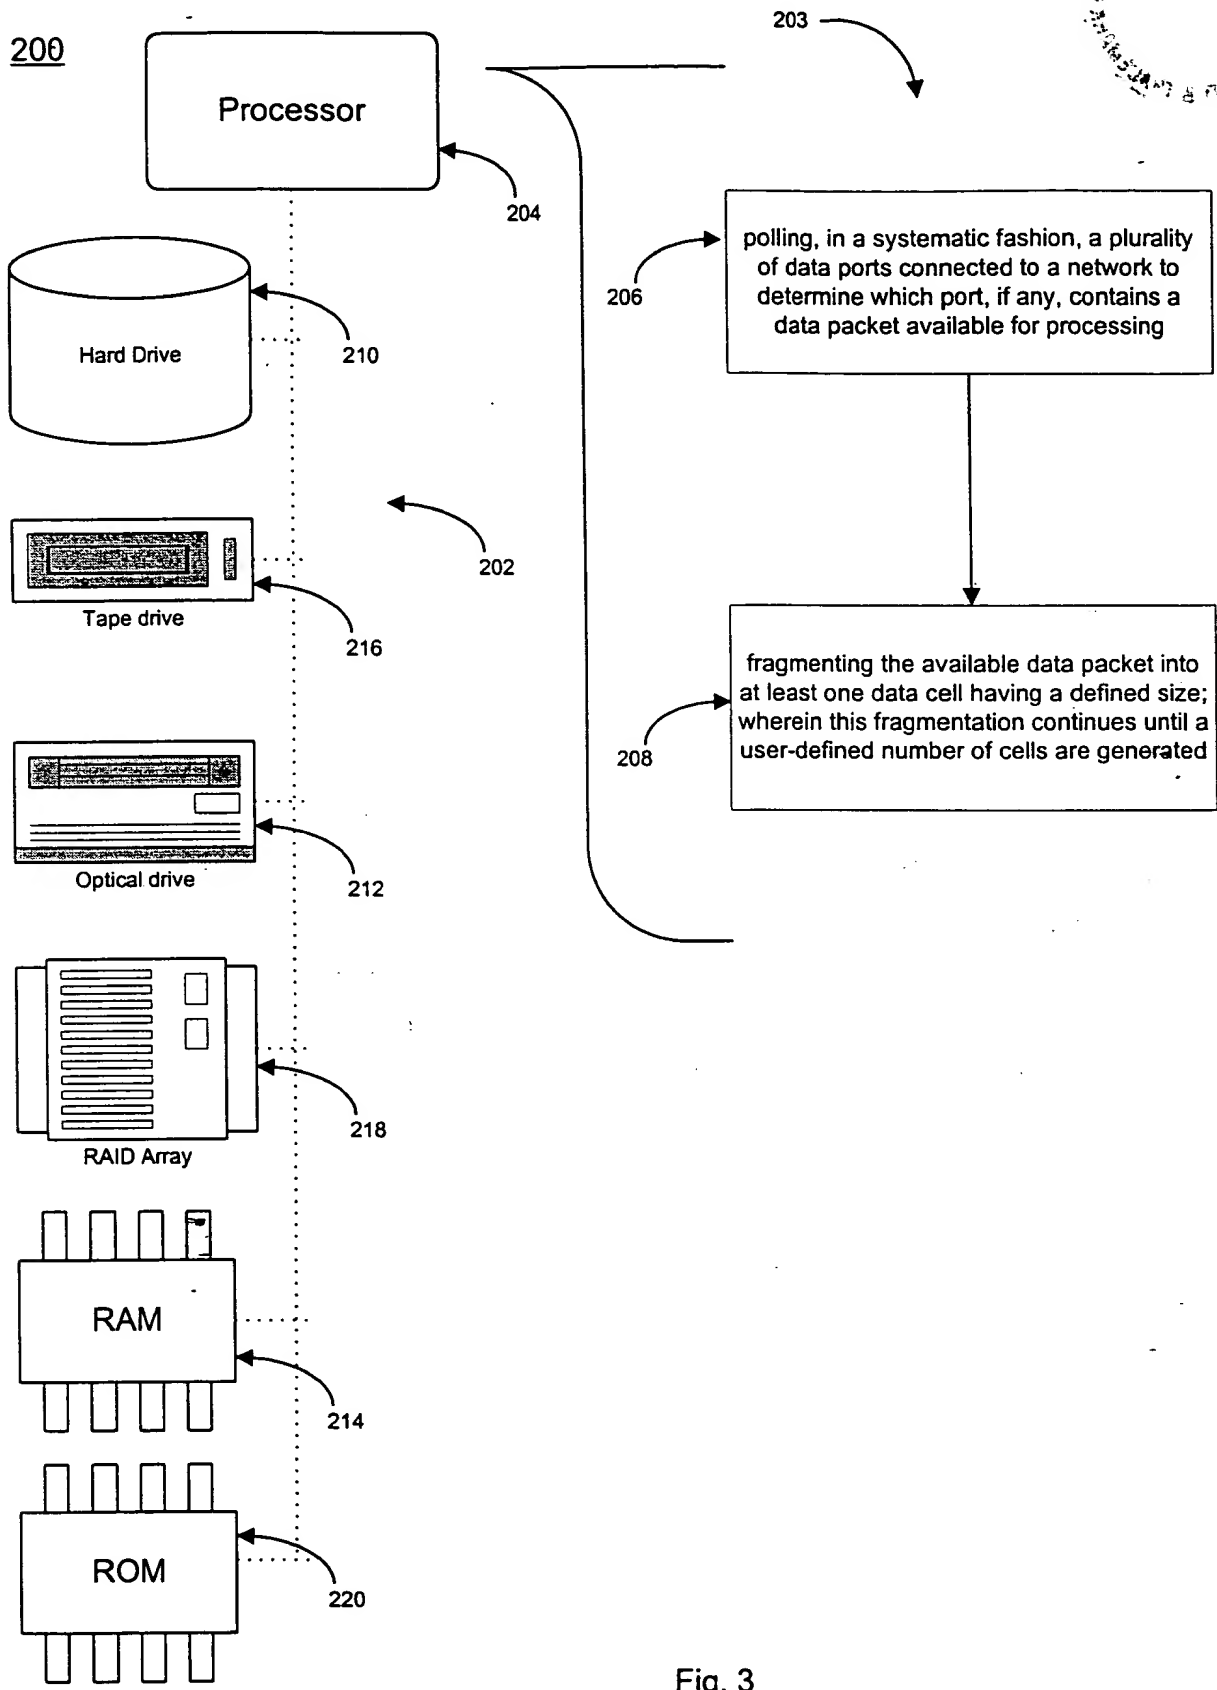 200
Processor
204
203
206
polling, in a systematic fashion, a plurality
of data ports connected to a network to
determine which port, if any, contains a
data packet available for processing
Hard Drive
210
202
Tape drive
216
208
fragmenting the available data packet into
at least one data cell having a defined size;
wherein this fragmentation continues until a
user-defined number of cells are generated
Optical drive
212
RAID Array
218
RAM
214
ROM
220
Fig. 3